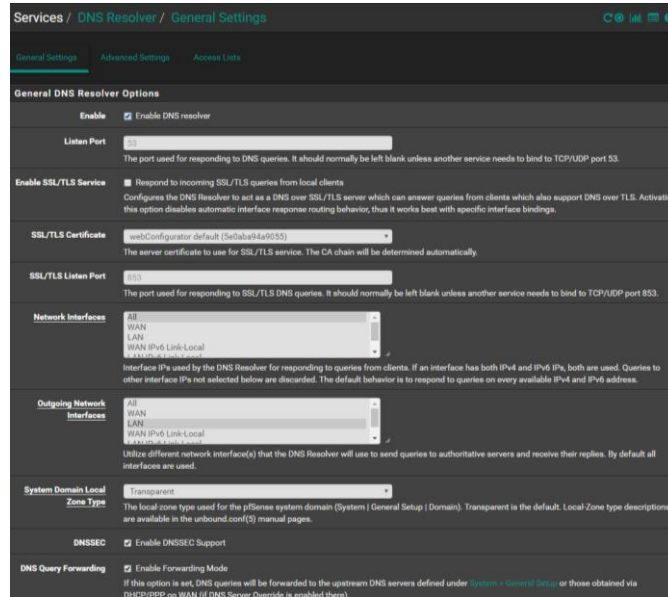 Services / DNS Resolver / General Settings
General Settings Advanced Settings Access Lists
General DNS Resolver Options
Enable Enable DNS resolver
Listen Port 53
The port used for responding to DNS queries. It should normally be left blank unless another service needs to bind to TCP/UDP port 53.
Enable SSL/TLS Service Respond to incoming SSL/TLS queries from local clients
Configures the DNS Resolver to act as a DNS over SSL/TLS server which can answer queries from clients which also support DNS over TLS. Activati
this option disables automatic interface response routing behavior, thus it works best with specific interface bindings.
SSL/TLS Certificate webConfigurator default (5e0aba94a9055)
The server certificate to use for SSL/TLS service. The CA chain will be determined automatically.
SSL/TLS Listen Port 853
The port used for responding to SSL/TLS DNS queries. It should normally be left blank unless another service needs to bind to TCP/UDP port 853.
Network Interfaces All
WAN
LAN
WAN IPv6 Link-Local
LAN IPv6 Link-Local
Interface IPs used by the DNS Resolver for responding to queries from clients. If an interface has both IPv4 and IPv6 IPs, both are used. Queries to
other interface IPs not selected below are discarded. The default behavior is to respond to queries on every available IPv4 and IPv6 address.
Outgoing Network All
Interfaces WAN
LAN
WAN IPv6 Link-Local
LAN IPv6 Link-Local
Utilize different network interface(s) that the DNS Resolver will use to send queries to authoritative servers and receive their replies. By default all
interfaces are used.
System Domain Local Transparent
Zone Type
The local-zone type used for the pfSense system domain (System | General Setup | Domain). Transparent is the default. Local-Zone type description
are available in the unbound.conf(5) manual pages.
DNSSEC Enable DNSSEC Support
DNS Query Forwarding Enable Forwarding Mode
If this option is set, DNS queries will be forwarded to the upstream DNS servers defined under System > General Setup or those obtained via
DHCP/PPP on WAN (if DNS Server Override is enabled there).